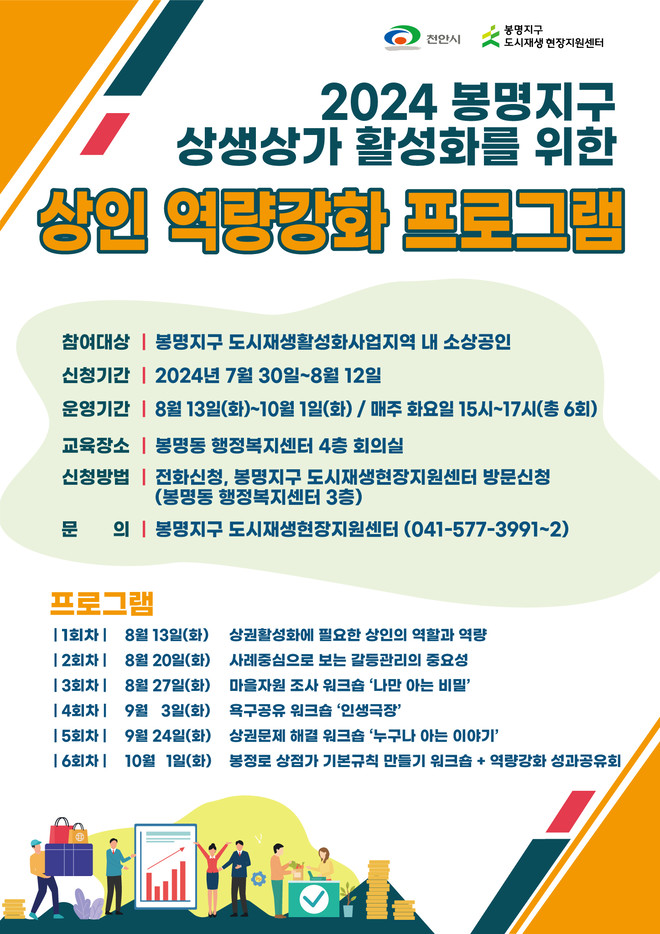 천안시
봉명지구
도시재생 현장지원센터
2024 봉명지구
상생상가 활성화를 위한
상인 역량강화 프로그램
참여대상 | 봉명지구 도시재생활성화사업지역 내 소상공인
신청기간 | 2024년 7월 30일~8월 12일
운영기간 | 8월 13일(화)~10월 1일(화) / 매주 화요일 15시~17시(총 6회)
교육장소 | 봉명동 행정복지센터 4층 회의실
신청방법 | 전화신청, 봉명지구 도시재생현장지원센터 방문신청
(봉명동 행정복지센터 3층)
문 의 | 봉명지구 도시재생현장지원센터 (041-577-3991~2)
프로그램
| 1회차 | 8월 13일(화) 상권활성화에 필요한 상인의 역할과 역량
| 2회차 | 8월 20일(화) 사례중심으로 보는 갈등관리의 중요성
| 3회차 | 8월 27일(화) 마을자원 조사 워크숍 ‘나만 아는 비밀’
| 4회차 | 9월 3일(화) 욕구공유 워크숍 ‘인생극장’
| 5회차 | 9월 24일(화) 상권문제 해결 워크숍 ‘누구나 아는 이야기’
| 6회차 | 10월 1일(화) 봉정로 상점가 기본규칙 만들기 워크숍 + 역량강화 성과공유회